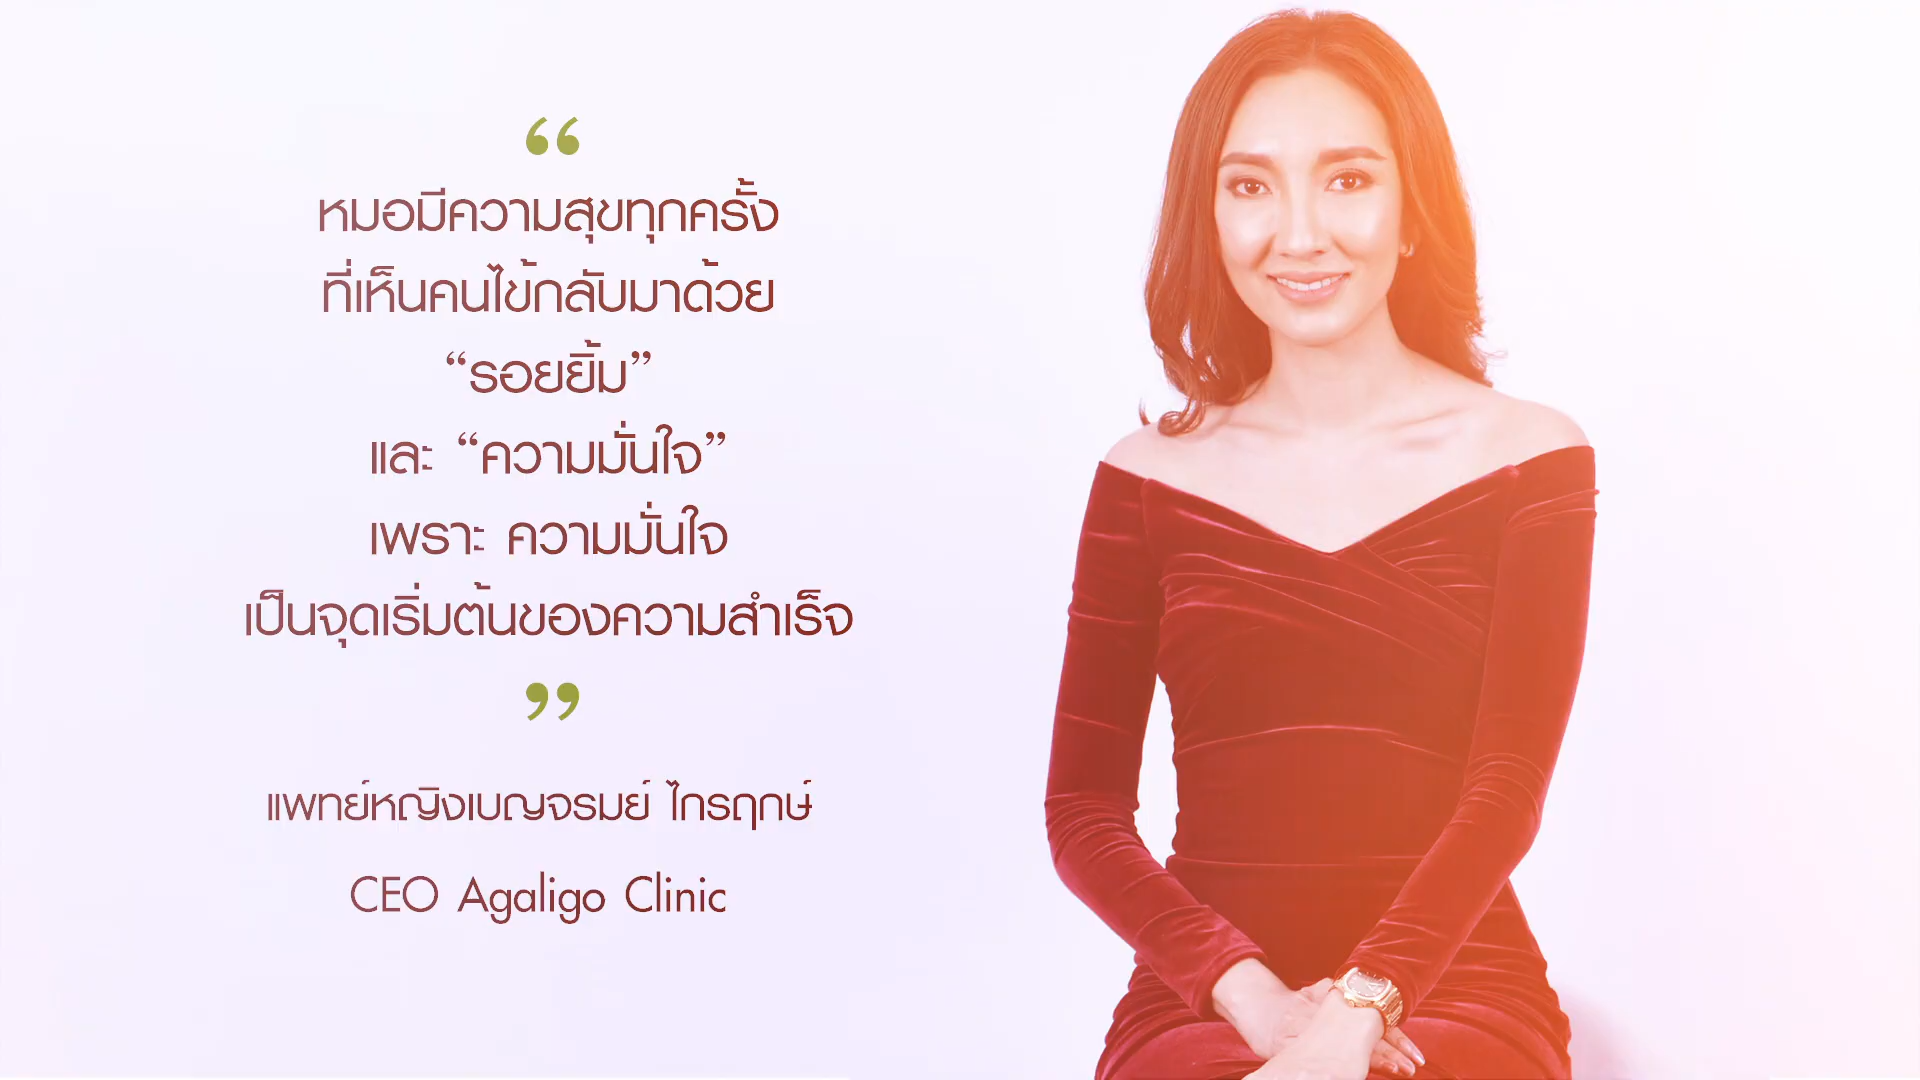 “
หมอมีความสุขทุกครั้ง
ที่เห็นคนไข้กลับมาด้วย
“รอยยิ้ม”
และ “ความมั่นใจ”
เพราะ ความมั่นใจ
เป็นจุดเริ่มต้นของความสำเร็จ
”
แพทย์หญิงเบญจรมย์ ไกรฤกษ์
CEO Agaligo Clinic